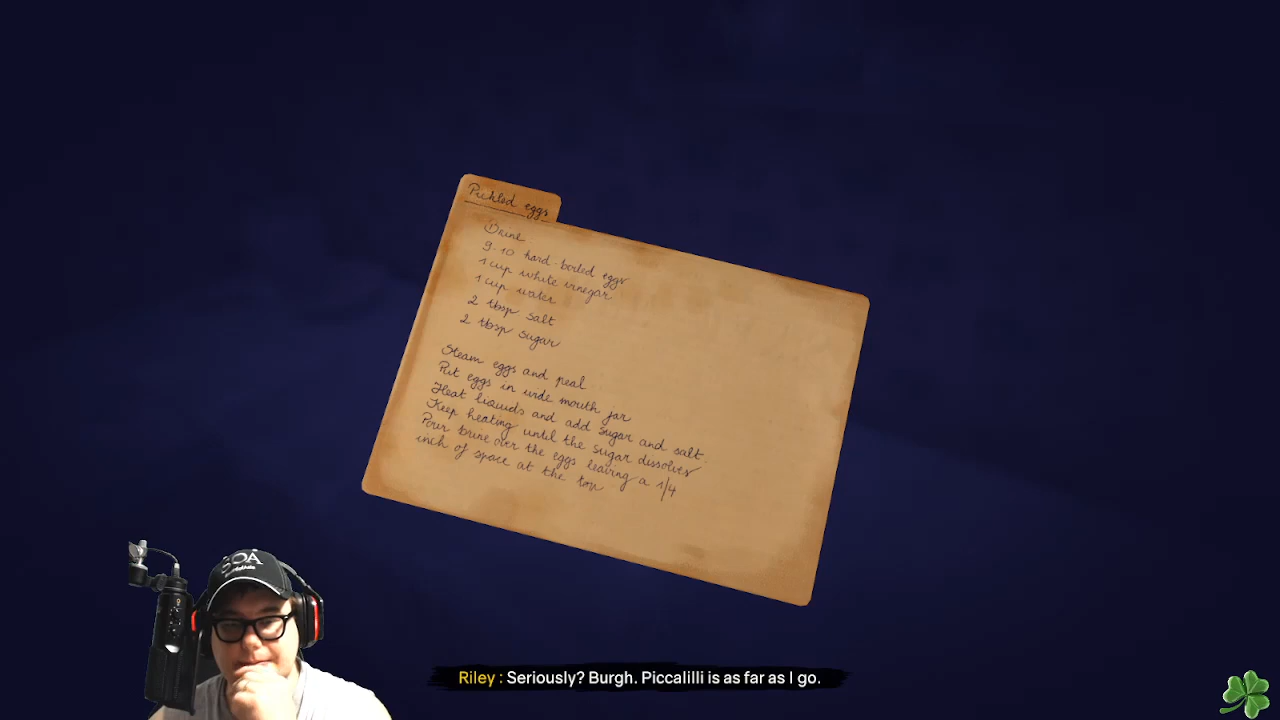 Pickled eggs
Brine
9-10 hard-boiled eggs
1 cup white vinegar
1 cup water
2 tbsp salt
2 tbsp sugar
Steam eggs and peal
Put eggs in wide mouth jar
Heat liquids and add sugar and salt.
Keep heating until the sugar dissolves
Pour brine over the eggs leaving a 1/4
inch of space at the top
OA
Riley : Seriously? Burgh. Piccalilli is as far as I go.